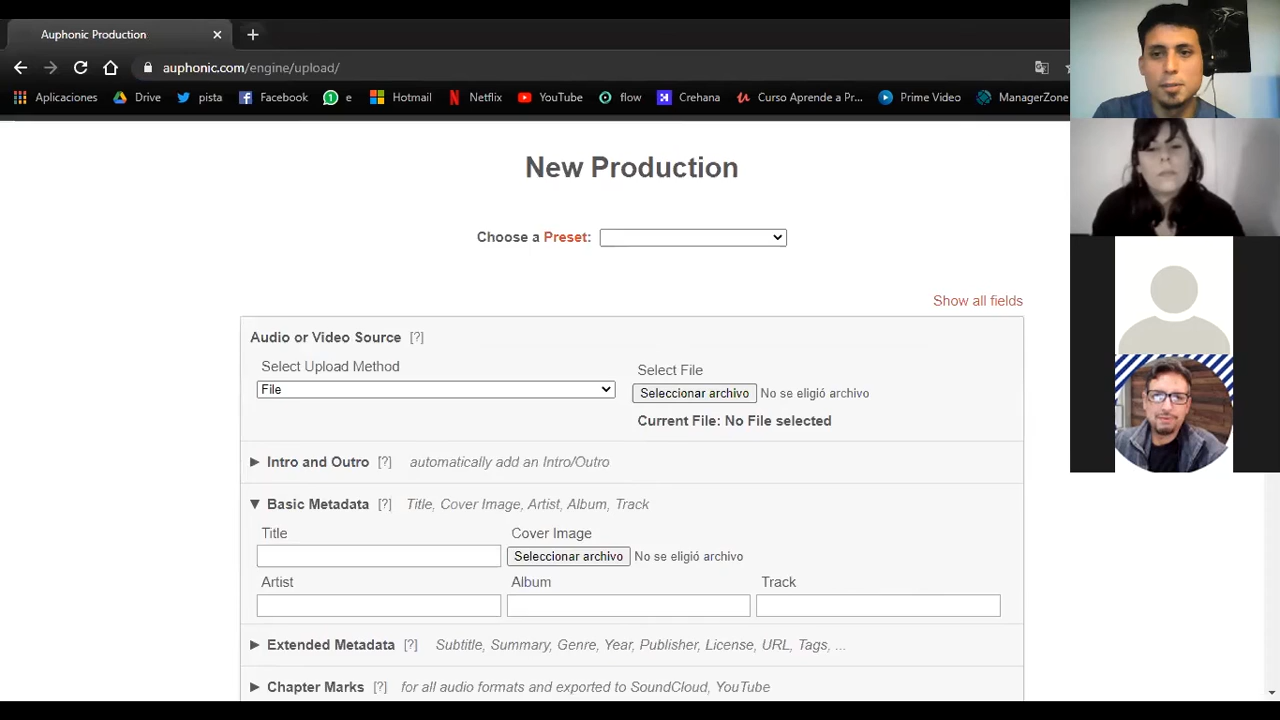 Auphonic Production
auphonic.com/engine/upload/
Aplicaciones Drive pista Facebook e Hotmail Netflix YouTube flow Crehana Curso Aprende a Pr... Prime Video ManagerZone
New Production
Choose a Preset:
Show all fields
Audio or Video Source [?]
Select Upload Method
File
Select File
Seleccionar archivo No se eligió archivo
Current File: No File selected
Intro and Outro [?] automatically add an Intro/Outro
Basic Metadata [?] Title, Cover Image, Artist, Album, Track
Title Cover Image
Seleccionar archivo No se eligió archivo
Artist Album Track
Extended Metadata [?] Subtitle, Summary, Genre, Year, Publisher, License, URL, Tags, ...
Chapter Marks [?] for all audio formats and exported to SoundCloud, YouTube